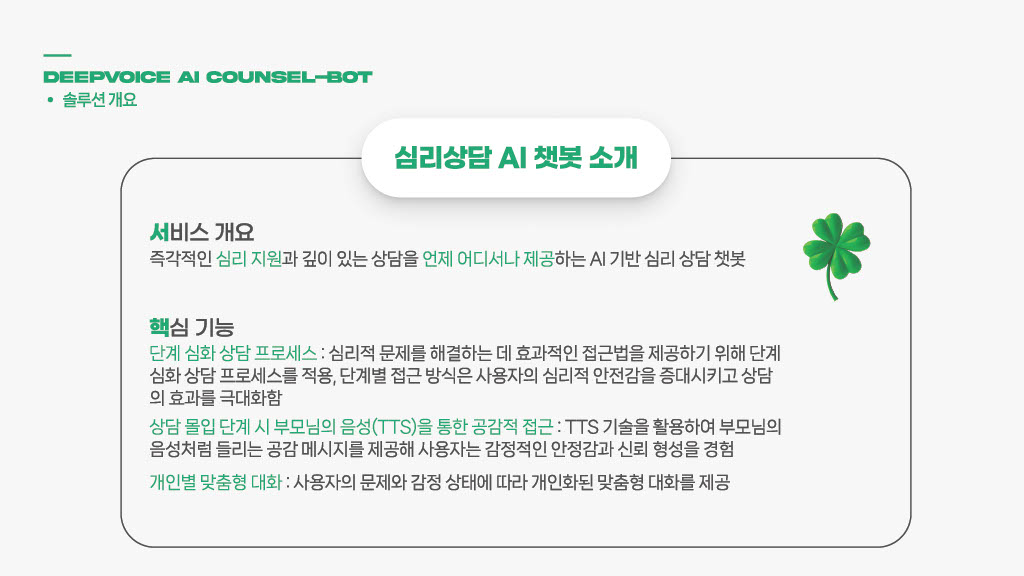 DEEPVOICE AI COUNSEL-BOT
• 솔루션 개요
심리상담 AI 챗봇 소개
서비스 개요
즉각적인 심리 지원과 깊이 있는 상담을 언제 어디서나 제공하는 AI 기반 심리 상담 챗봇
핵심 기능
단계 심화 상담 프로세스 : 심리적 문제를 해결하는 데 효과적인 접근법을 제공하기 위해 단계
심화 상담 프로세스를 적용, 단계별 접근 방식은 사용자의 심리적 안전감을 증대시키고 상담
의 효과를 극대화함
상담 몰입 단계 시 부모님의 음성(TTS)을 통한 공감적 접근 : TTS 기술을 활용하여 부모님의
음성처럼 들리는 공감 메시지를 제공해 사용자는 감정적인 안정감과 신뢰 형성을 경험
개인별 맞춤형 대화 : 사용자의 문제와 감정 상태에 따라 개인화된 맞춤형 대화를 제공